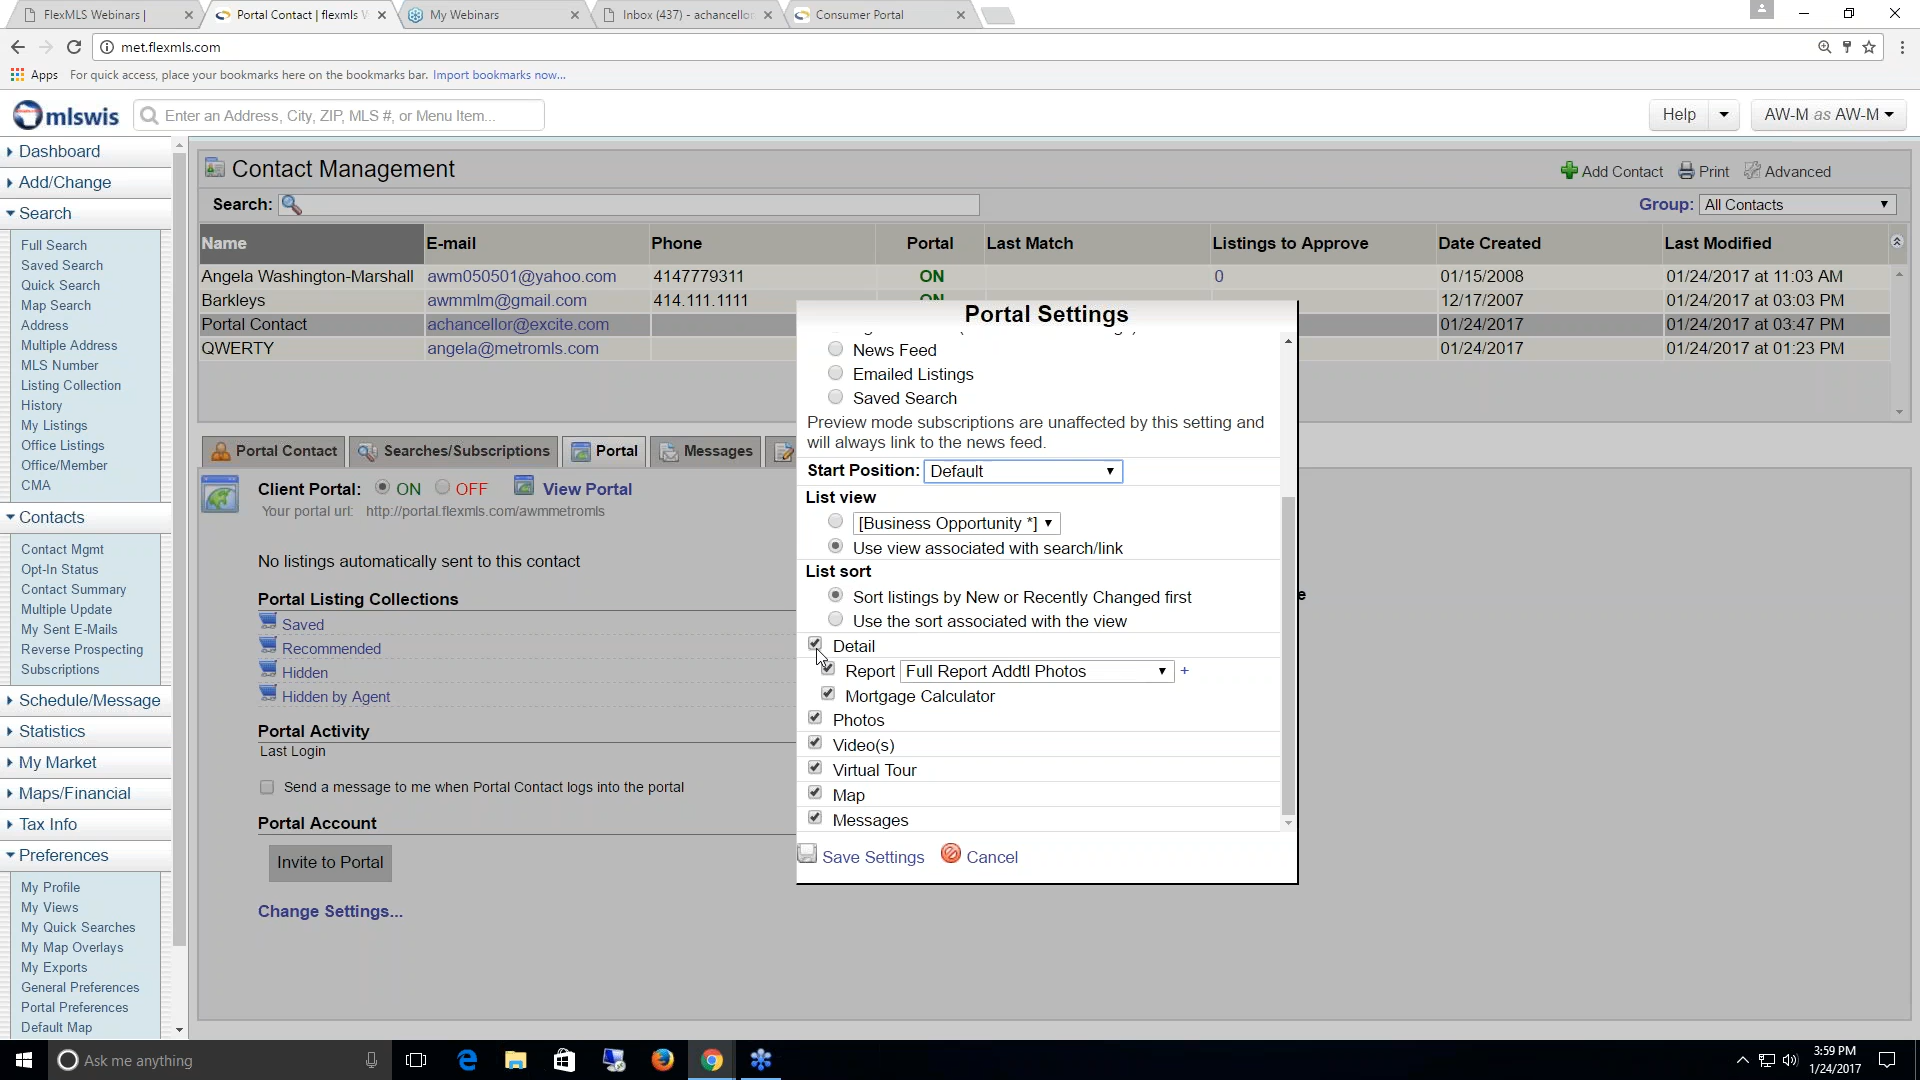 FlexMLS Webinars |
Portal Contact | flexmls W
My Webinars
Inbox (437) - achancellor
Consumer Portal
met.flexmls.com
Apps For quick access, place your bookmarks here on the bookmarks bar. Import bookmarks now...
mlswis
Enter an Address, City, ZIP, MLS #, or Menu Item...
Help
AW-M as AW-M
Dashboard
Add/Change
Search
Full Search
Saved Search
Quick Search
Map Search
Address
Multiple Address
MLS Number
Listing Collection
History
My Listings
Office Listings
Office/Member
CMA
Contacts
Contact Mgmt
Opt-In Status
Contact Summary
Multiple Update
My Sent E-Mails
Reverse Prospecting
Subscriptions
Schedule/Message
Statistics
My Market
Maps/Financial
Tax Info
Preferences
My Profile
My Views
My Quick Searches
My Map Overlays
My Exports
General Preferences
Portal Preferences
Default Map
Contact Management
Add Contact Print Advanced
Search:
Group: All Contacts
Name E-mail Phone Portal Last Match Listings to Approve Date Created Last Modified
Angela Washington-Marshall awm050501@yahoo.com 4147779311 ON 0 01/15/2008 01/24/2017 at 11:03 AM
Barkleys awmmlm@gmail.com 414.111.1111 ON 12/17/2007 01/24/2017 at 03:03 PM
Portal Contact achancellor@excite.com 01/24/2017 01/24/2017 at 03:47 PM
QWERTY angela@metromls.com 01/24/2017 01/24/2017 at 01:23 PM
Portal Contact
Searches/Subscriptions
Portal
Messages
Client Portal: ON OFF View Portal
Your portal url: http://portal.flexmls.com/awmmetromls
No listings automatically sent to this contact
Portal Listing Collections
Saved
Recommended
Hidden
Hidden by Agent
Portal Activity
Last Login
Send a message to me when Portal Contact logs into the portal
Portal Account
Invite to Portal
Change Settings...
Portal Settings
News Feed
Emailed Listings
Saved Search
Preview mode subscriptions are unaffected by this setting and
will always link to the news feed.
Start Position: Default
List view
[Business Opportunity *]
Use view associated with search/link
List sort
Sort listings by New or Recently Changed first
Use the sort associated with the view
Detail
Report Full Report Addtl Photos +
Mortgage Calculator
Photos
Video(s)
Virtual Tour
Map
Messages
Save Settings Cancel
Ask me anything
3:59 PM
1/24/2017